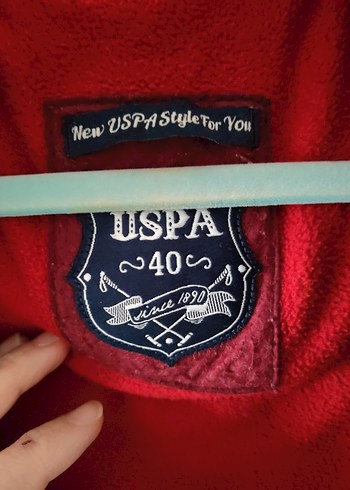 New USPA Style For You
USPA
40
since 1890